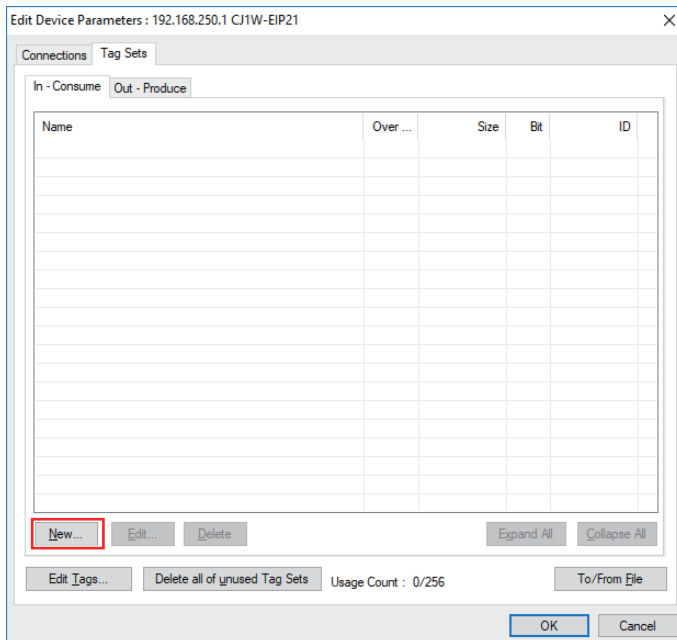 Edit Device Parameters : 192.168.250.1 CJ1W-EIP21
Connections Tag Sets
In - Consume Out - Produce
Name Over ... Size Bit ID
New... Edit... Delete Expand All Collapse All
Edit Tags... Delete all of unused Tag Sets Usage Count : 0/256 To/From File
OK Cancel